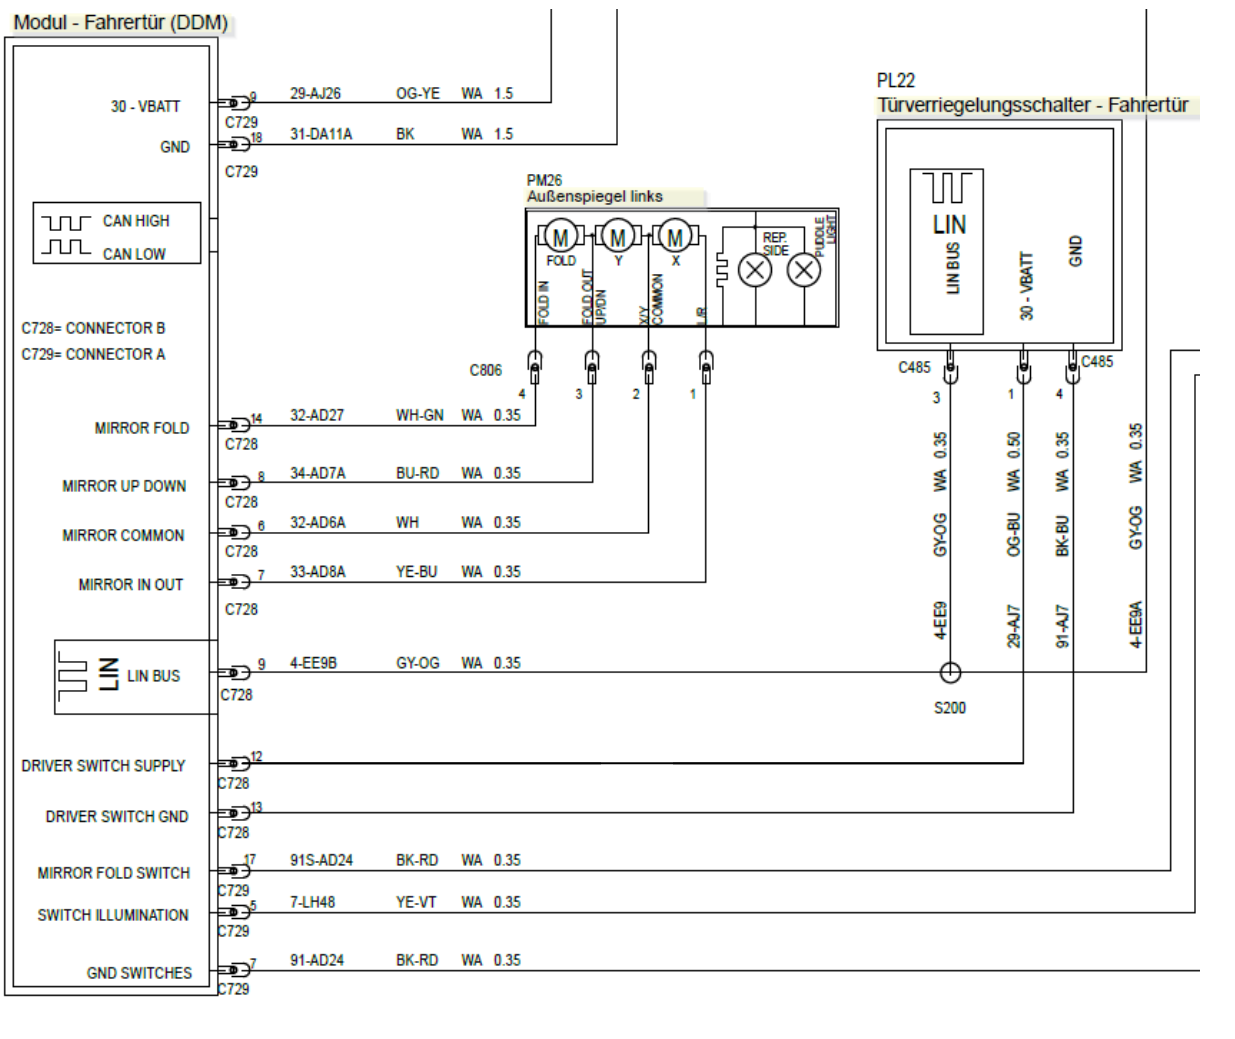 Modul - Fahrertür (DDM)
30 - VBATT
9
C729
29-AJ26 OG-YE WA 1.5
GND
18
C729
31-DA11A BK WA 1.5
CAN HIGH
CAN LOW
C728= CONNECTOR B
C729= CONNECTOR A
PM26
Außenspiegel links
M
M
M
FOLD
Y
X
REP.
SIDE
PUDDLE
LIGHT
FOLD IN
FOLD OUT
UP/DN
X/Y
COMMON
L/R
C806
4
3
2
1
PL22
Türverriegelungsschalter - Fahrertür
LIN
LIN BUS
30 - VBATT
GND
C485
C485
3
1
4
4-EE9 GY-OG WA 0.35
29-AJ7 OG-BU WA 0.50
91-AJ7 BK-BU WA 0.35
4-EE9A GY-OG WA 0.35
MIRROR FOLD
14
C728
32-AD27 WH-GN WA 0.35
MIRROR UP DOWN
8
C728
34-AD7A BU-RD WA 0.35
MIRROR COMMON
6
C728
32-AD6A WH WA 0.35
MIRROR IN OUT
7
C728
33-AD8A YE-BU WA 0.35
LIN
LIN BUS
9
C728
4-EE9B GY-OG WA 0.35
S200
DRIVER SWITCH SUPPLY
12
C728
DRIVER SWITCH GND
13
C728
MIRROR FOLD SWITCH
17
C729
91S-AD24 BK-RD WA 0.35
SWITCH ILLUMINATION
5
C729
7-LH48 YE-VT WA 0.35
GND SWITCHES
7
C729
91-AD24 BK-RD WA 0.35